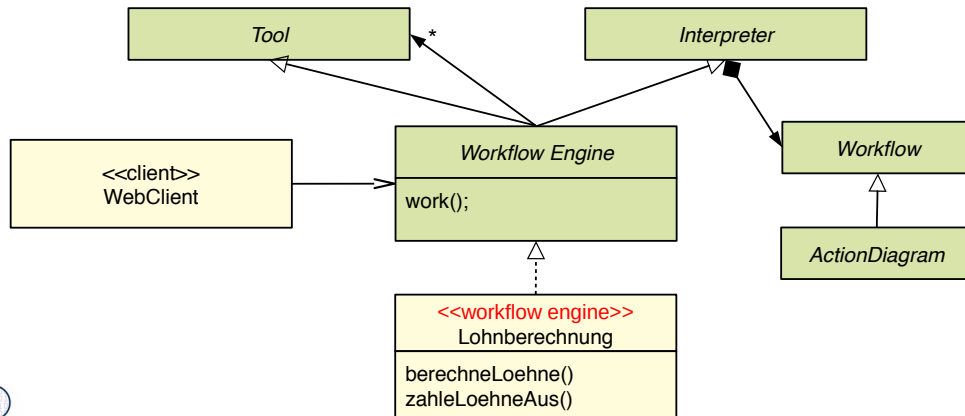 Tool
*
Interpreter
Workflow Engine
work();
<<client>>
WebClient
Workflow
ActionDiagram
<<workflow engine>>
Lohnberechnung
berechneLoehne()
zahleLoehneAus()